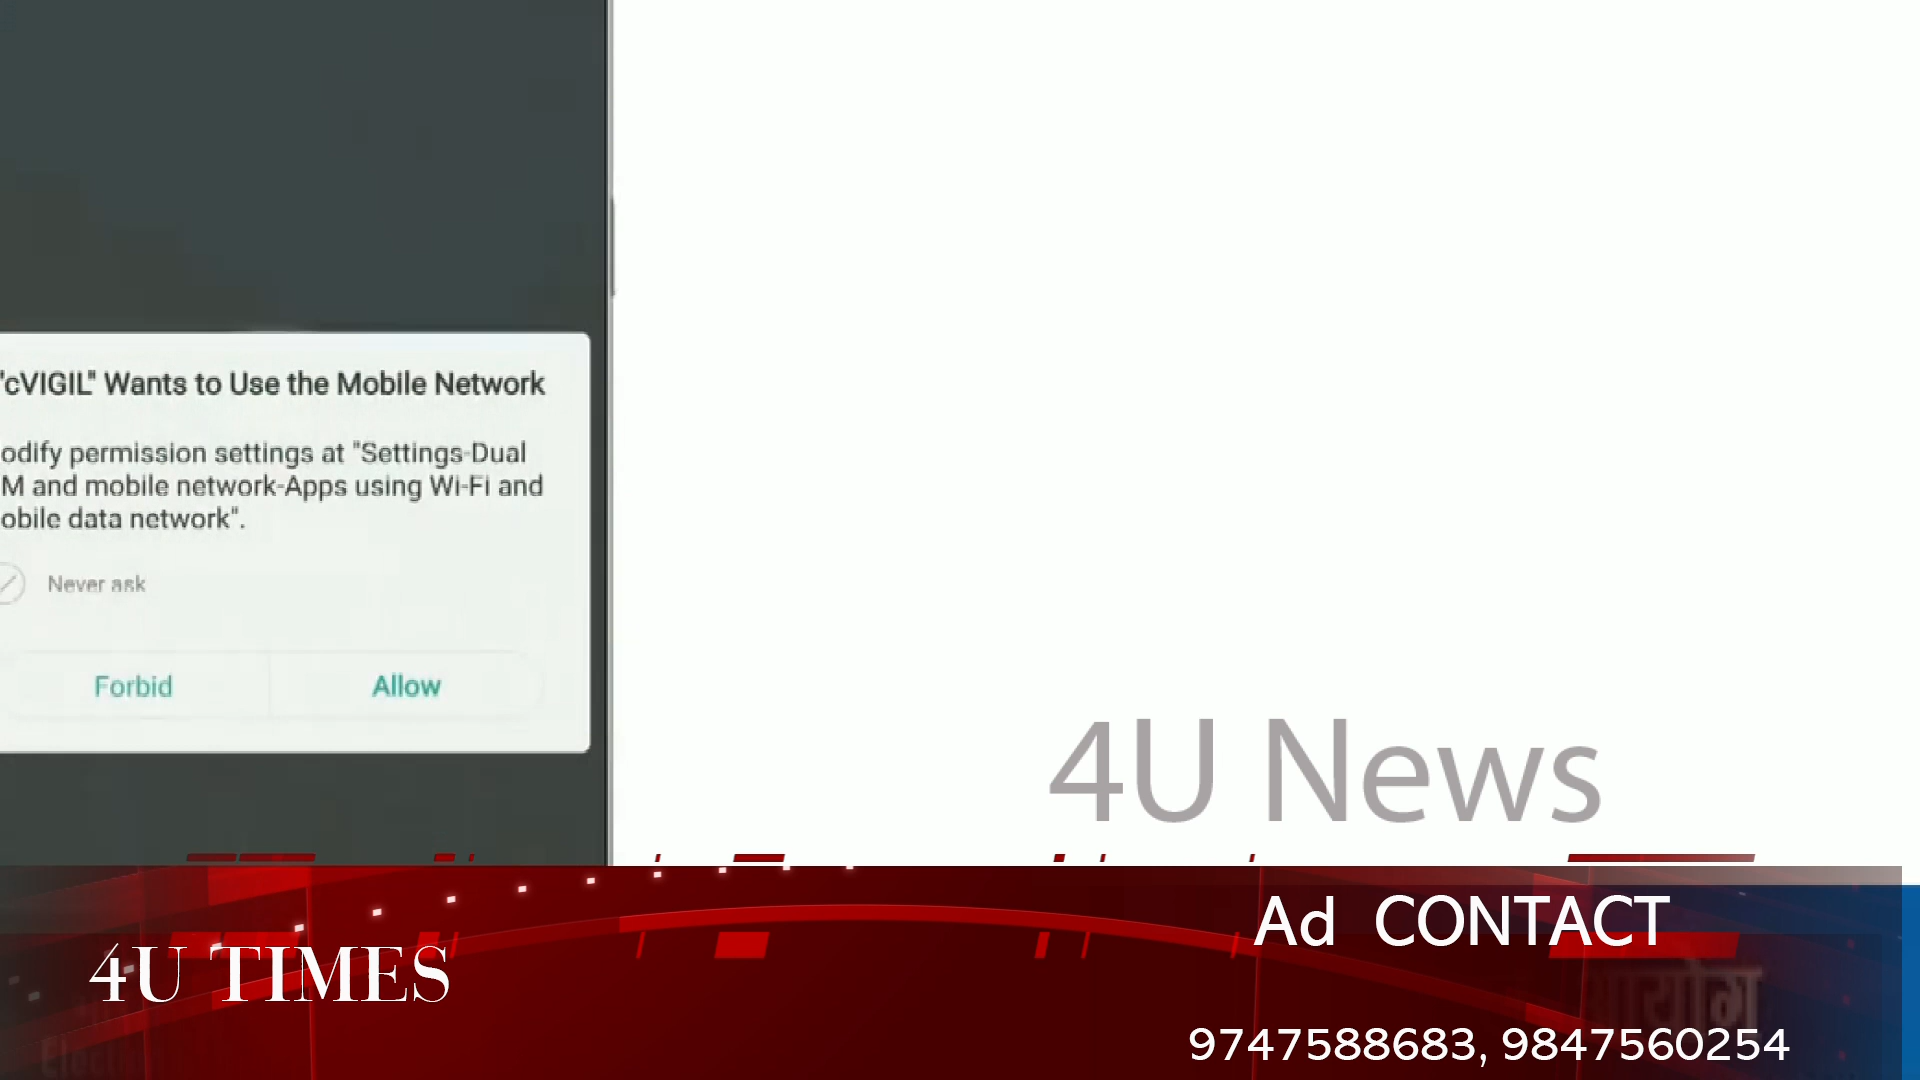 "cVIGIL" Wants to Use the Mobile Network
odify permission settings at "Settings-Dual
M and mobile network-Apps using Wi-Fi and
obile data network".
Never ask
Forbid
Allow
4U News
4U TIMES
Ad CONTACT
9747588683, 9847560254